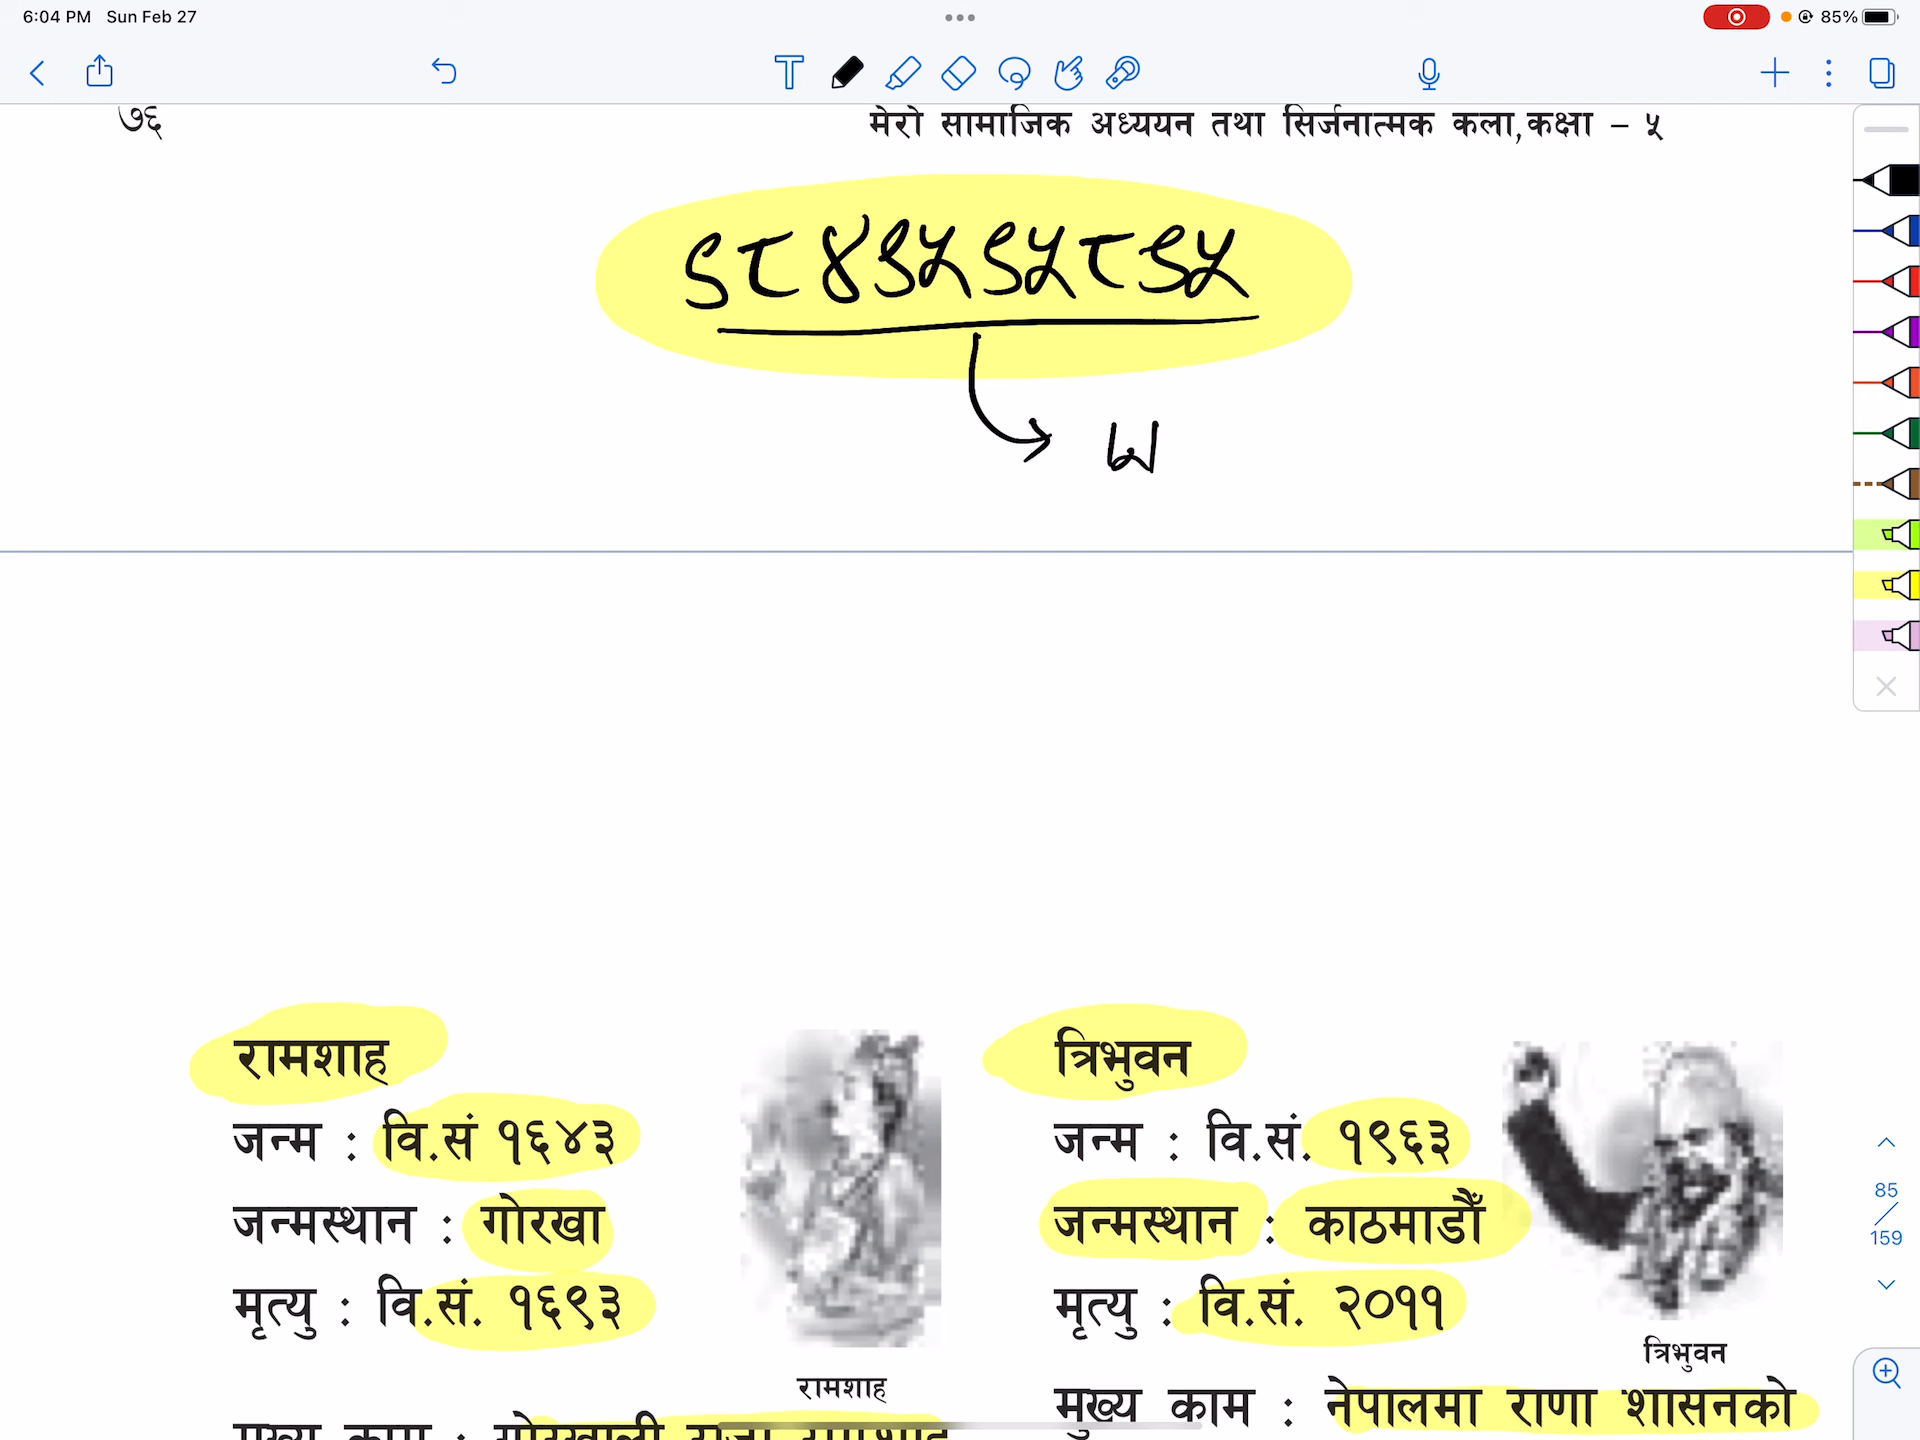 6:04 PM Sun Feb 27
85%
७६ मेरो सामाजिक अध्ययन तथा सिर्जनात्मक कला,कक्षा – ५
९८४९५९५८९५
रामशाह
जन्म : वि.सं १६४३
जन्मस्थान : गोरखा
मृत्यु : वि.सं. १६९३
रामशाह
त्रिभुवन
जन्म : वि.सं. १९६३
जन्मस्थान : काठमाडौँ
मृत्यु : वि.सं. २०११
त्रिभुवन
मुख्य काम : नेपालमा राणा शासनको
85
159